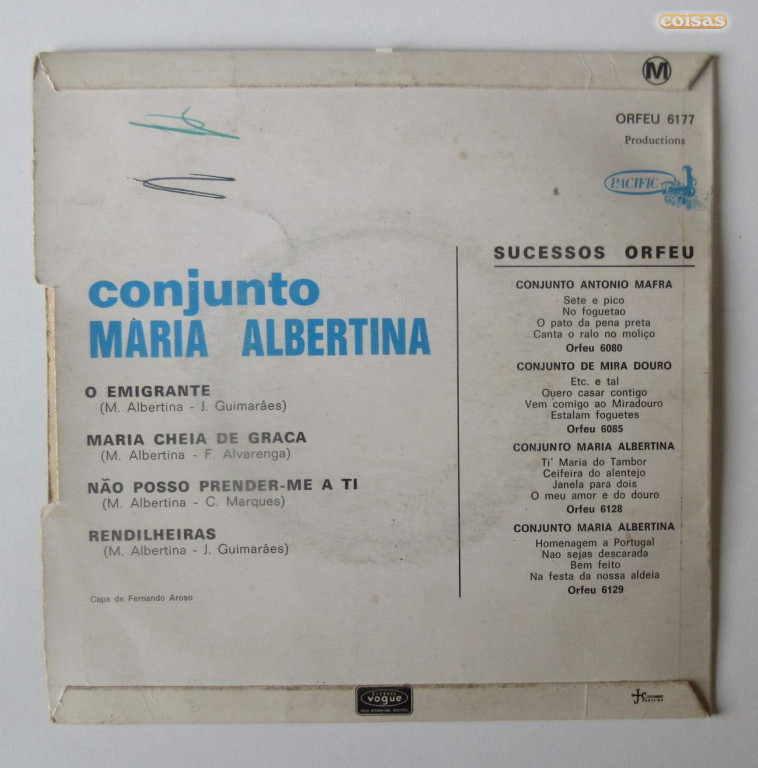 coisas
M
ORFEU 6177
Productions
PACIFIC
conjunto
MARIA ALBERTINA
O EMIGRANTE
(M. Albertina - J. Guimarães)
MARIA CHEIA DE GRACA
(M. Albertina - F. Alvarenga)
NÃO POSSO PRENDER-ME A TI
(M. Albertina - C. Marques)
RENDILHEIRAS
(M. Albertina - J. Guimarães)
Capa de Fernando Aroso
SUCESSOS ORFEU
CONJUNTO ANTONIO MAFRA
Sete e pico
No foguetao
O pato da pena preta
Canta o ralo no moliço
Orfeu 6080
CONJUNTO DE MIRA DOURO
Etc. e tal
Quero casar contigo
Vem comigo ao Miradouro
Estalam foguetes
Orfeu 6085
CONJUNTO MARIA ALBERTINA
Ti' Maria do Tambor
Ceifeira do alentejo
Janela para dois
O meu amor e do douro
Orfeu 6128
CONJUNTO MARIA ALBERTINA
Homenagem a Portugal
Nao sejas descarada
Bem feito
Na festa da nossa aldeia
Orfeu 6129
vogue